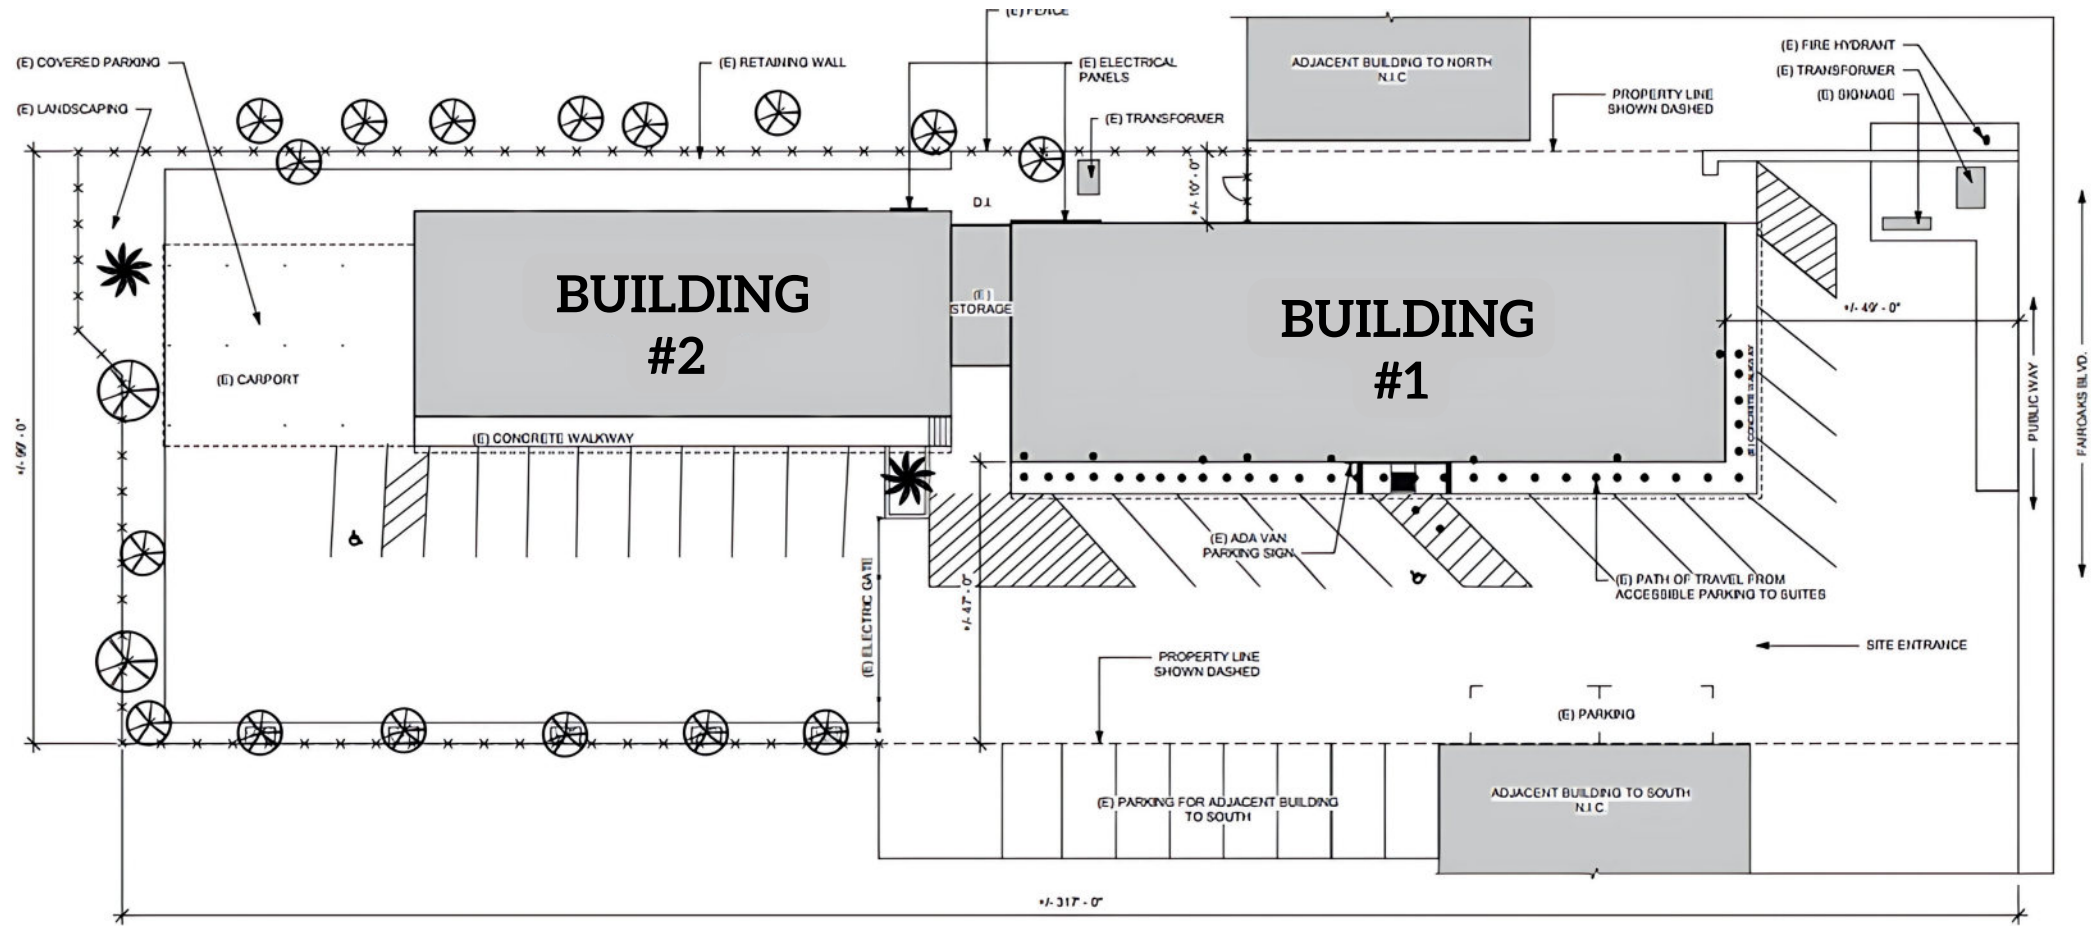 (E) FENCE
(E) COVERED PARKING
(E) RETAINING WALL
(E) ELECTRICAL
PANELS
ADJACENT BUILDING TO NORTH
N.I.C
(E) FIRE HYDRANT
(E) TRANSFORMER
(E) SIGNAGE
(E) LANDSCAPING
(E) TRANSFORMER
PROPERTY LINE
SHOWN DASHED
+/- 10' - 0"
D.I.
BUILDING
#2
(E)
STORAGE
BUILDING
#1
+/- 49' - 0"
(E) CARPORT
(E) CONCRETE WALKWAY
(E) CONCRETE WALKWAY
PUBLIC WAY
FAIROAKS BLVD.
(E) ADA VAN
PARKING SIGN
(E) PATH OF TRAVEL FROM
ACCESSIBLE PARKING TO SUITES
(E) ELECTRIC GATE
+/- 47' - 0"
SITE ENTRANCE
PROPERTY LINE
SHOWN DASHED
(E) PARKING
(E) PARKING FOR ADJACENT BUILDING
TO SOUTH
ADJACENT BUILDING TO SOUTH
N.I.C
+/- 317' - 0"